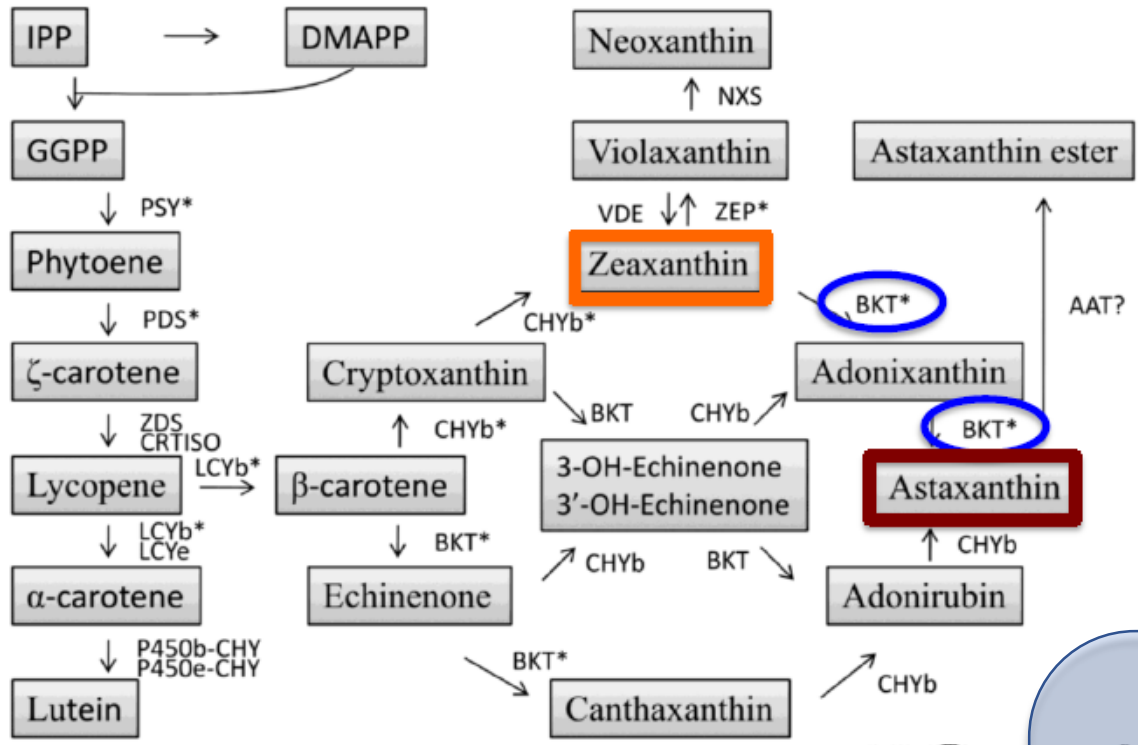 IPP
DMAPP
Neoxanthin
NXS
GGPP
Violaxanthin
Astaxanthin ester
PSY*
VDE
ZEP*
Phytoene
Zeaxanthin
PDS*
CHYb*
BKT*
AAT?
ζ-carotene
Cryptoxanthin
Adonixanthin
ZDS
CRTISO
LCYb*
CHYb*
BKT
CHYb
BKT*
Lycopene
β-carotene
3-OH-Echinenone
3′-OH-Echinenone
Astaxanthin
LCYb*
LCYe
BKT*
CHYb
BKT
CHYb
α-carotene
Echinenone
Adonirubin
P450b-CHY
P450e-CHY
BKT*
CHYb
Lutein
Canthaxanthin